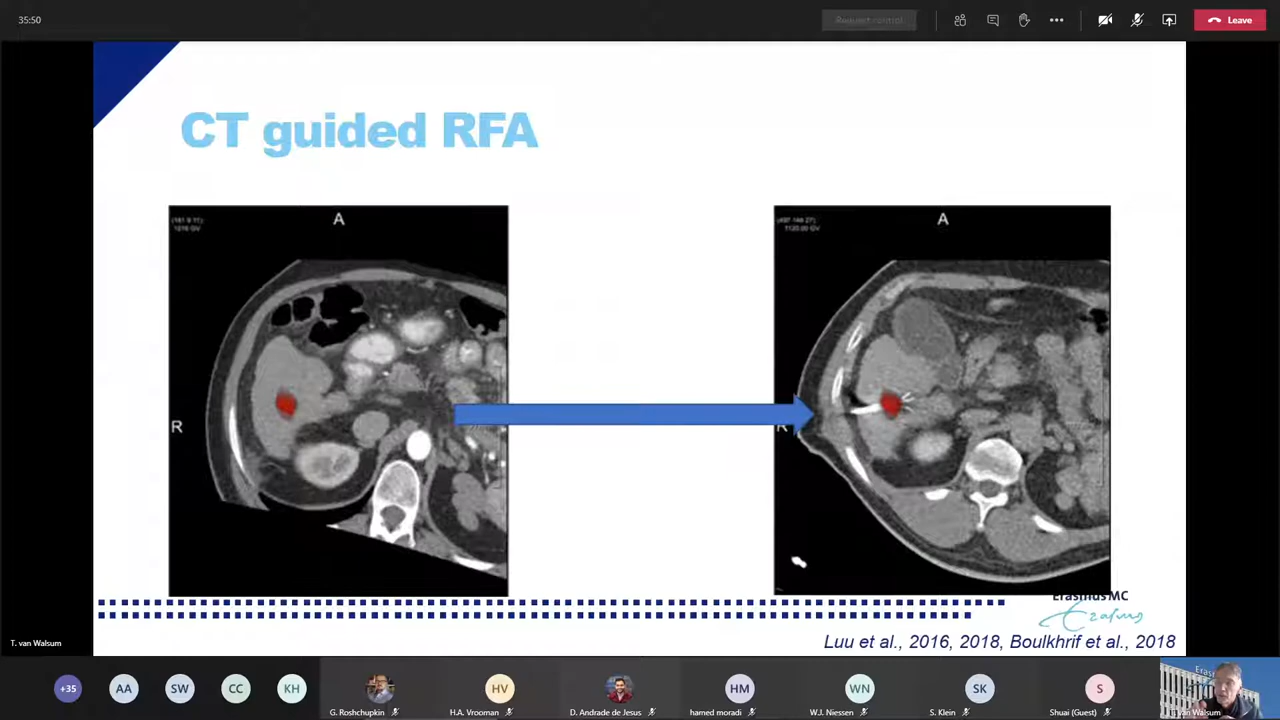 35:50
Request control
Leave
CT guided RFA
A
A
R
R
ErasmusMC
Erasmus
Luu et al., 2016, 2018, Boulkhrif et al., 2018
T. van Walsum
+35
AA
SW
CC
KH
HV
HM
WN
SK
S
G. Roshchupkin
H.A. Vrooman
D. Andrade de Jesus
hamed moradi
W.J. Niessen
S. Klein
Shuai (Guest)
T. van Walsum